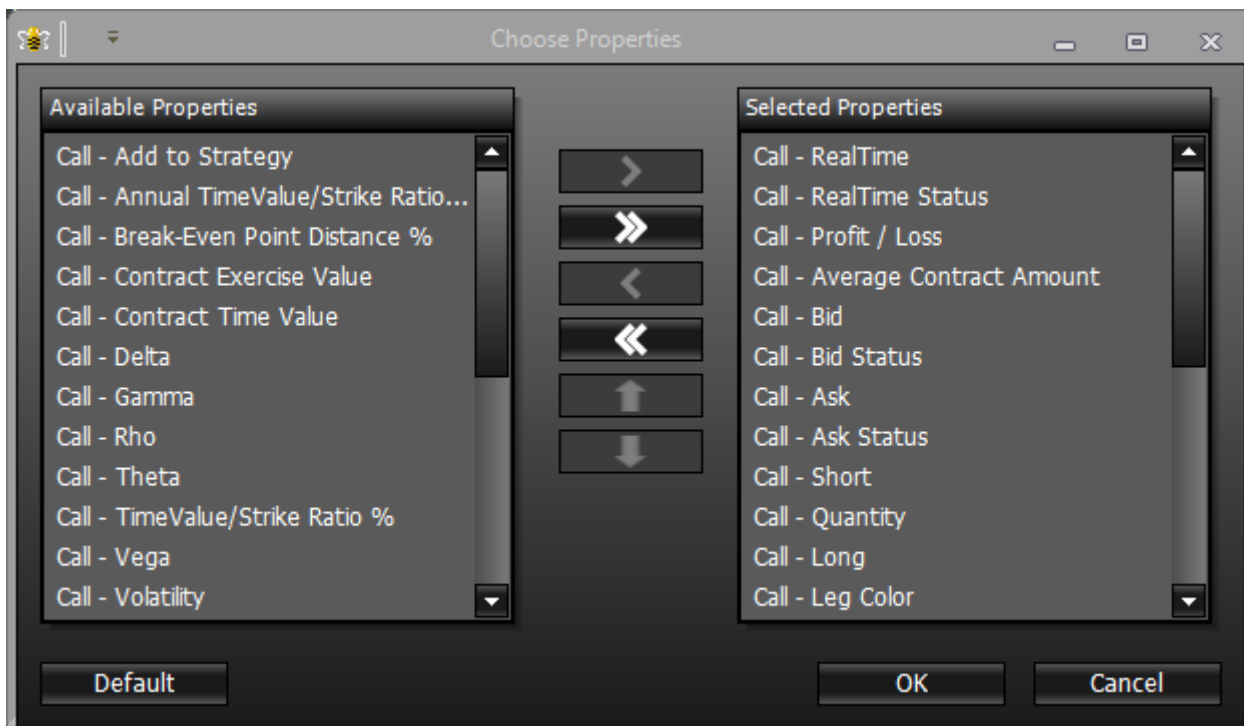 Choose Properties
Available Properties
Call - Add to Strategy
Call - Annual TimeValue/Strike Ratio...
Call - Break-Even Point Distance %
Call - Contract Exercise Value
Call - Contract Time Value
Call - Delta
Call - Gamma
Call - Rho
Call - Theta
Call - TimeValue/Strike Ratio %
Call - Vega
Call - Volatility
Selected Properties
Call - RealTime
Call - RealTime Status
Call - Profit / Loss
Call - Average Contract Amount
Call - Bid
Call - Bid Status
Call - Ask
Call - Ask Status
Call - Short
Call - Quantity
Call - Long
Call - Leg Color
Default
OK
Cancel